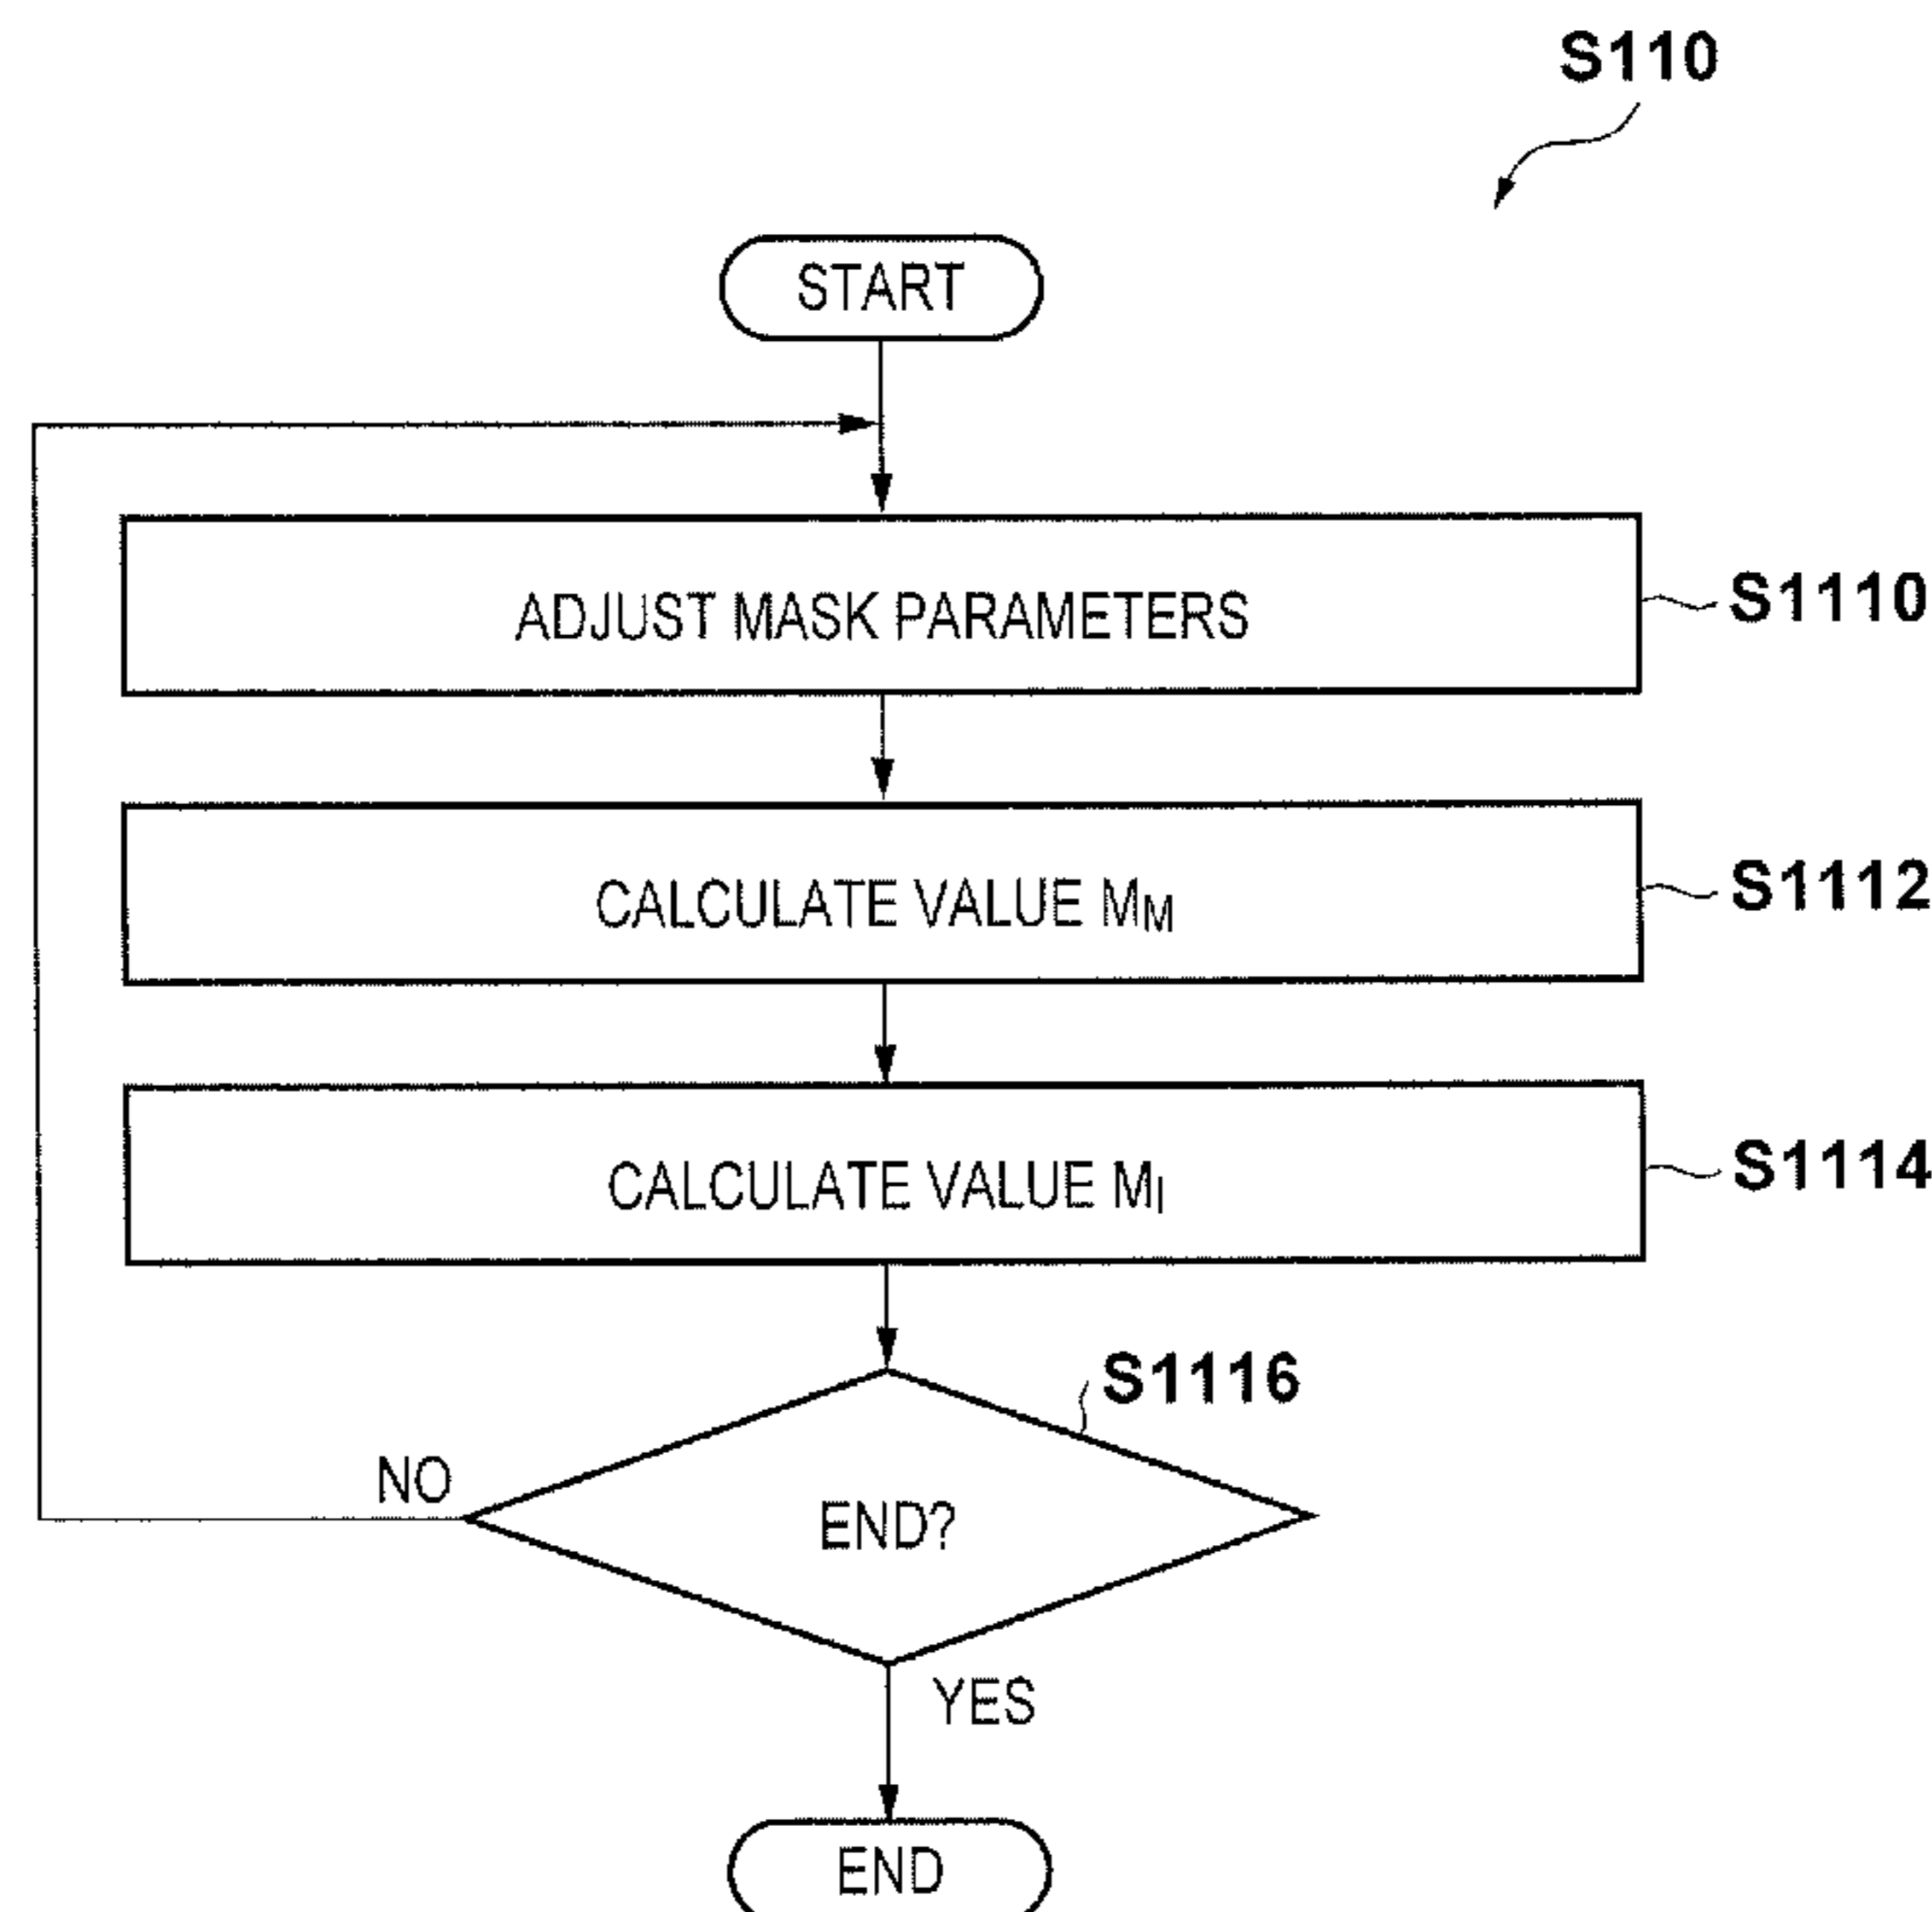 S110
START
ADJUST MASK PARAMETERS
S1110
CALCULATE VALUE MM
S1112
CALCULATE VALUE MI
S1114
S1116
NO
END?
YES
END